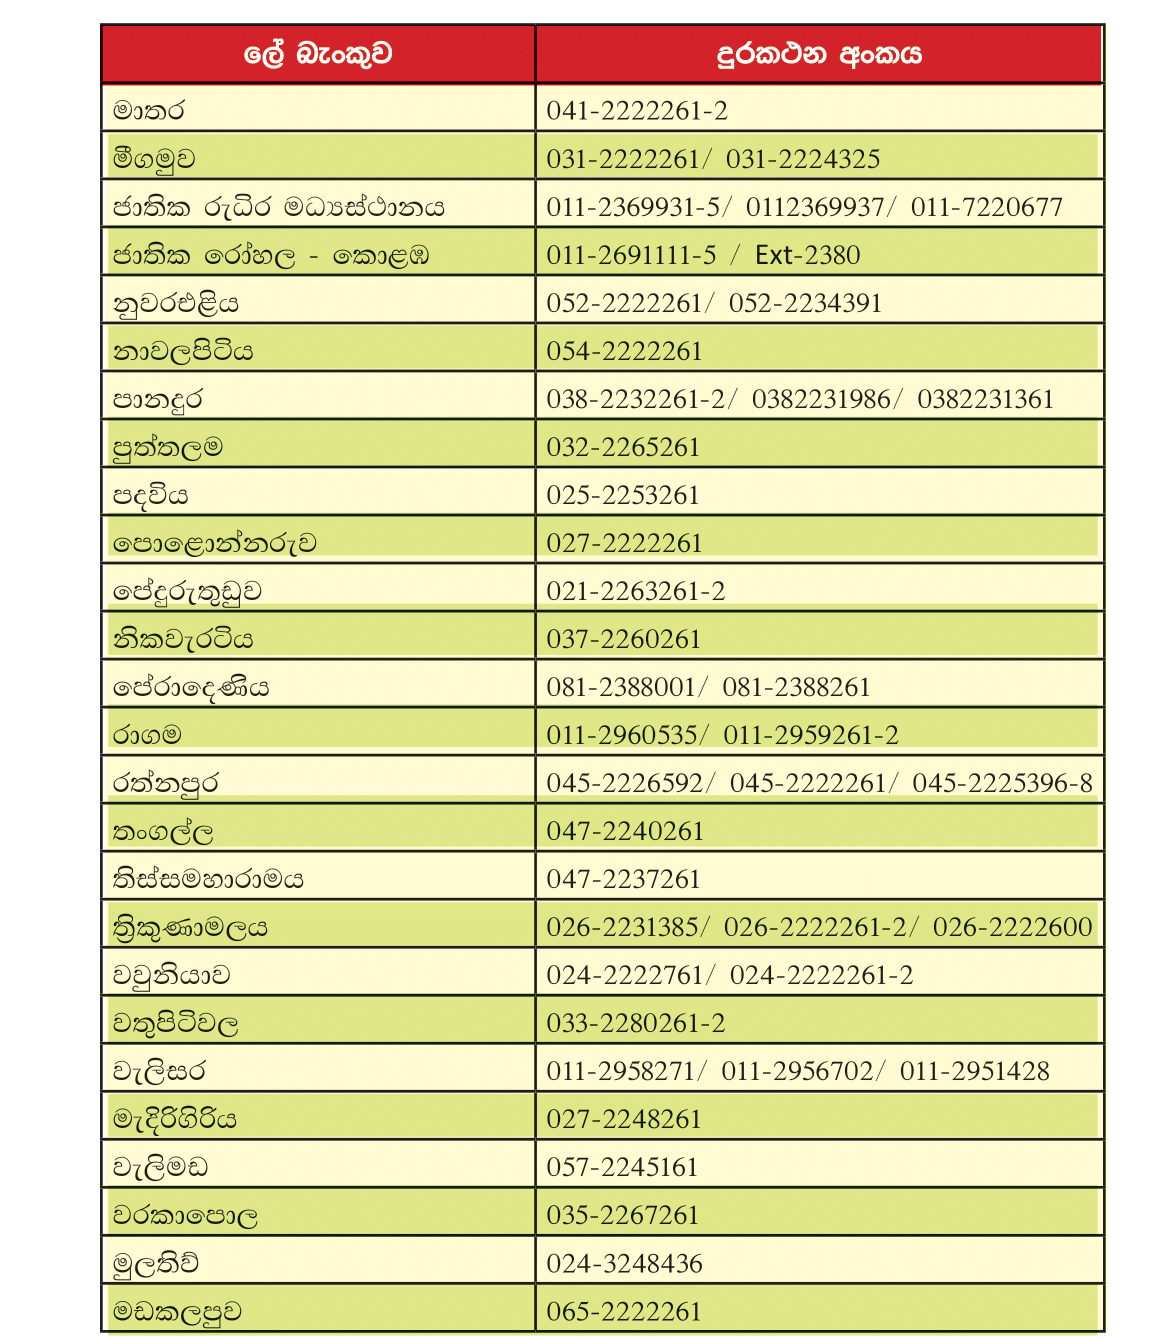 ලේ බැංකුව දුරකථන අංකය
මාතර 041-2222261-2
මීගමුව 031-2222261/ 031-2224325
ජාතික රුධිර මධ්‍යස්ථානය 011-2369931-5/ 0112369937/ 011-7220677
ජාතික රෝහල - කොළඹ 011-2691111-5 / Ext-2380
නුවරඑළිය 052-2222261/ 052-2234391
නාවලපිටිය 054-2222261
පානදුර 038-2232261-2/ 0382231986/ 0382231361
පුත්තලම 032-2265261
පදවිය 025-2253261
පොළොන්නරුව 027-2222261
පේදුරුතුඩුව 021-2263261-2
නිකවැරටිය 037-2260261
පේරාදෙණිය 081-2388001/ 081-2388261
රාගම 011-2960535/ 011-2959261-2
රත්නපුර 045-2226592/ 045-2222261/ 045-2225396-8
තංගල්ල 047-2240261
තිස්සමහාරාමය 047-2237261
ත්‍රිකුණාමලය 026-2231385/ 026-2222261-2/ 026-2222600
වවුනියාව 024-2222761/ 024-2222261-2
වතුපිටිවල 033-2280261-2
වැලිසර 011-2958271/ 011-2956702/ 011-2951428
මැදිරිගිරිය 027-2248261
වැලිමඩ 057-2245161
වරකාපොල 035-2267261
මුලතිව් 024-3248436
මඩකලපුව 065-2222261